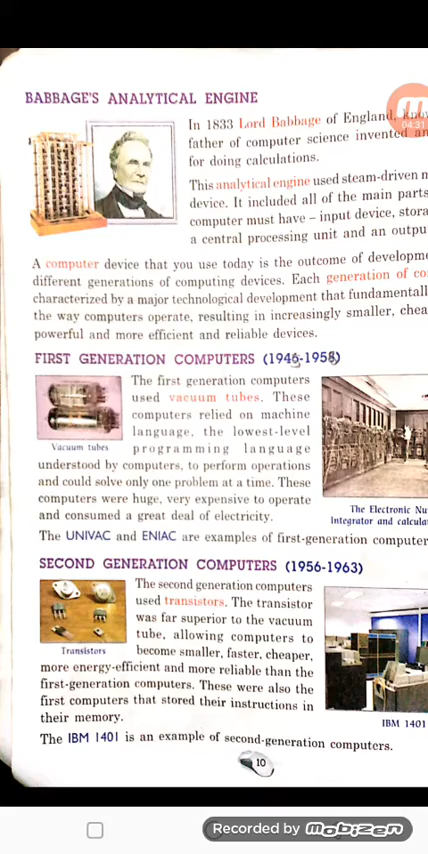 BABBAGE'S ANALYTICAL ENGINE
In 1833 Lord Babbage of England,
father of computer science invented
for doing calculations.
This analytical engine used steam-driven
device. It included all of the main parts
computer must have – input device,
a central processing unit and an
A computer device that you use today is the outcome of
different generations of computing devices. Each generation of
characterized by a major technological development that
the way computers operate, resulting in increasingly smaller,
powerful and more efficient and reliable devices.
FIRST GENERATION COMPUTERS (1946-1958)
The first generation computers
used vacuum tubes. These
computers relied on machine
language, the lowest-level
programming language
Vacuum tubes
understood by computers, to perform operations
and could solve only one problem at a time. These
computers were huge, very expensive to operate
and consumed a great deal of electricity.
The Electronic
Integrator and
The UNIVAC and ENIAC are examples of first-generation
SECOND GENERATION COMPUTERS (1956-1963)
The second generation computers
used transistors. The transistor
was far superior to the vacuum
tube, allowing computers to
become smaller, faster, cheaper,
Transistors
more energy-efficient and more reliable than the
first-generation computers. These were also the
first computers that stored their instructions in
their memory.
IBM 1401
The IBM 1401 is an example of second-generation computers.
10
04:31
Recorded by Mobizen